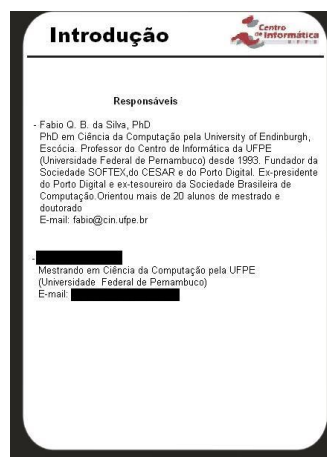 Introdução
Centro
de Informática
U F P E
Responsáveis
- Fabio Q. B. da Silva, PhD
PhD em Ciência da Computação pela University of Endinburgh,
Escócia. Professor do Centro de Informática da UFPE
(Universidade Federal de Pernambuco) desde 1993. Fundador da
Sociedade SOFTEX,do CESAR e do Porto Digital. Ex-presidente
do Porto Digital e ex-tesoureiro da Sociedade Brasileira de
Computação.Orientou mais de 20 alunos de mestrado e
doutorado
E-mail: fabio@cin.ufpe.br
-
Mestrando em Ciência da Computação pela UFPE
(Universidade Federal de Pernambuco)
E-mail: